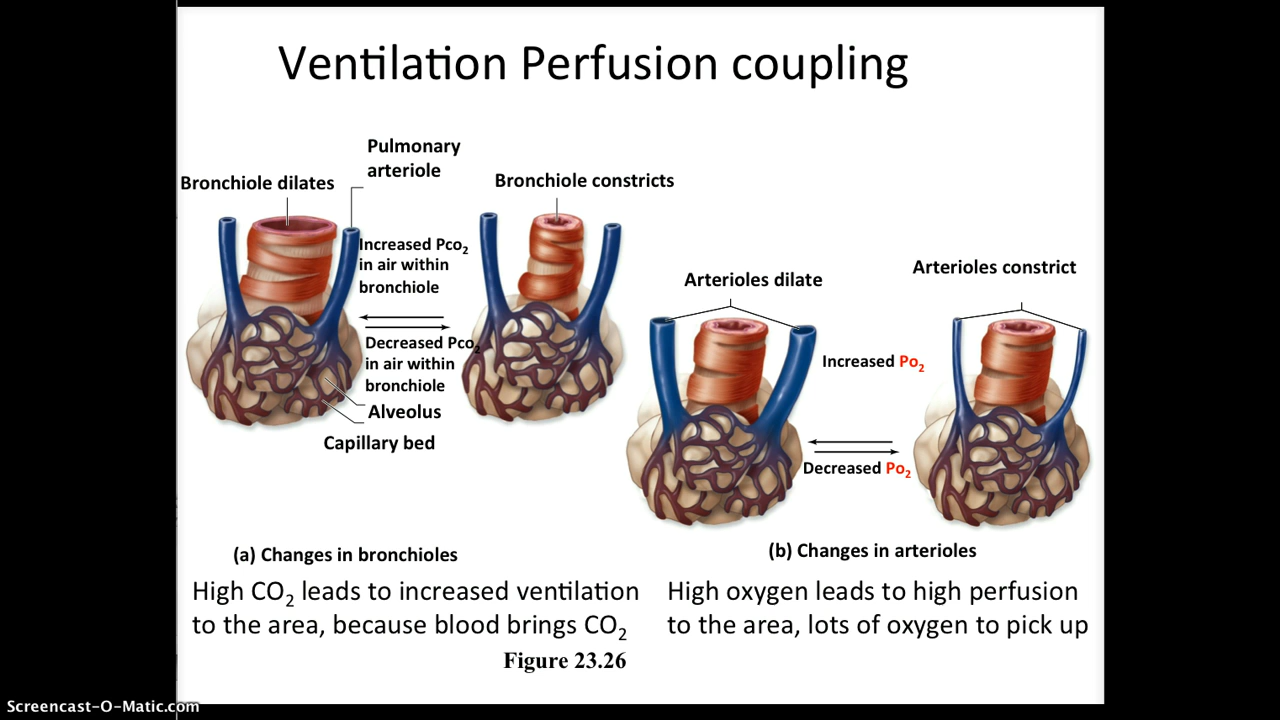 Ventilation Perfusion coupling
Pulmonary
arteriole
Bronchiole dilates
Bronchiole constricts
Increased Pco₂
in air within
bronchiole
Decreased Pco₂
in air within
bronchiole
Alveolus
Capillary bed
(a) Changes in bronchioles
High CO₂ leads to increased ventilation
to the area, because blood brings CO₂
Arterioles dilate
Arterioles constrict
Increased Po₂
Decreased Po₂
(b) Changes in arterioles
High oxygen leads to high perfusion
to the area, lots of oxygen to pick up
Figure 23.26
Screencast-O-Matic.com